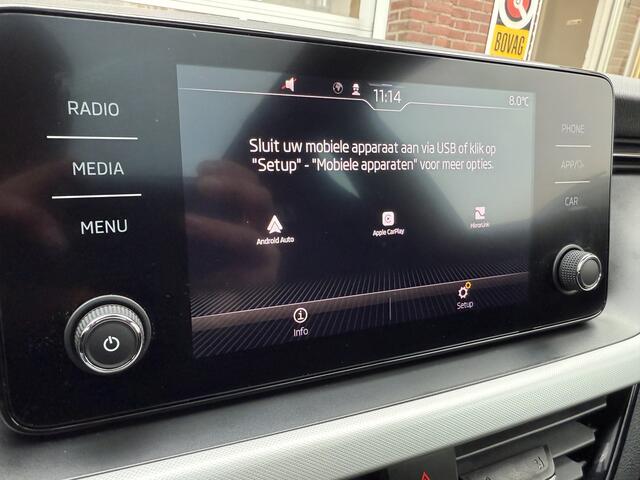 BOVAG
RADIO
MEDIA
MENU
11:14
8.0°C
Sluit uw mobiele apparaat aan via USB of klik op
"Setup" - "Mobiele apparaten" voor meer opties.
Android Auto
Apple CarPlay
MirrorLink
Info
Setup
PHONE
APP/
CAR